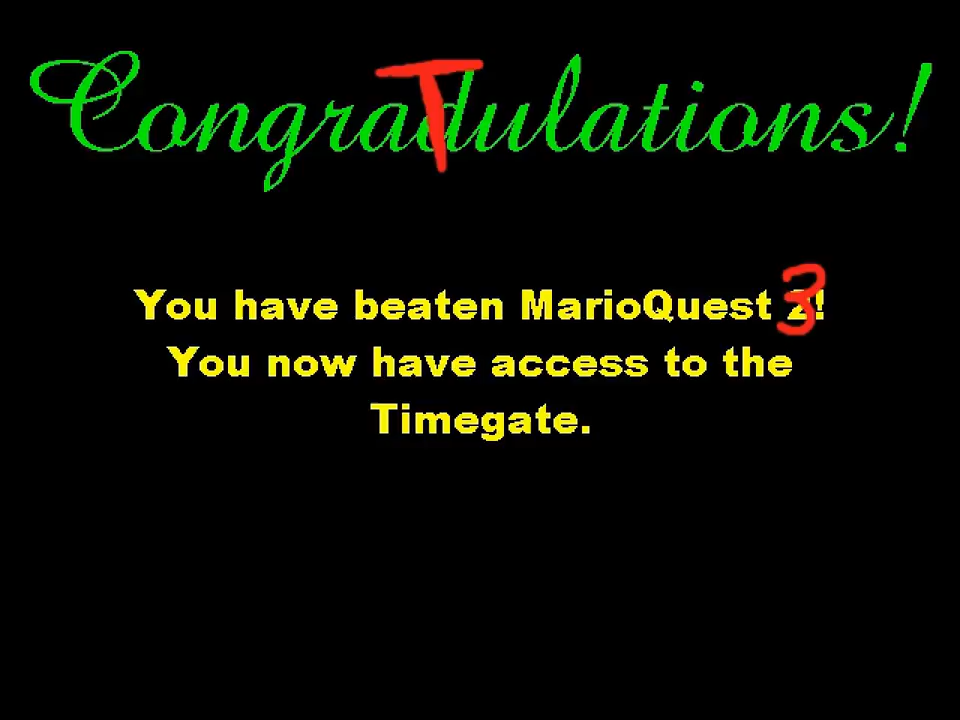 CongraTulations!
You have beaten MarioQuest 3!
You now have access to the
Timegate.